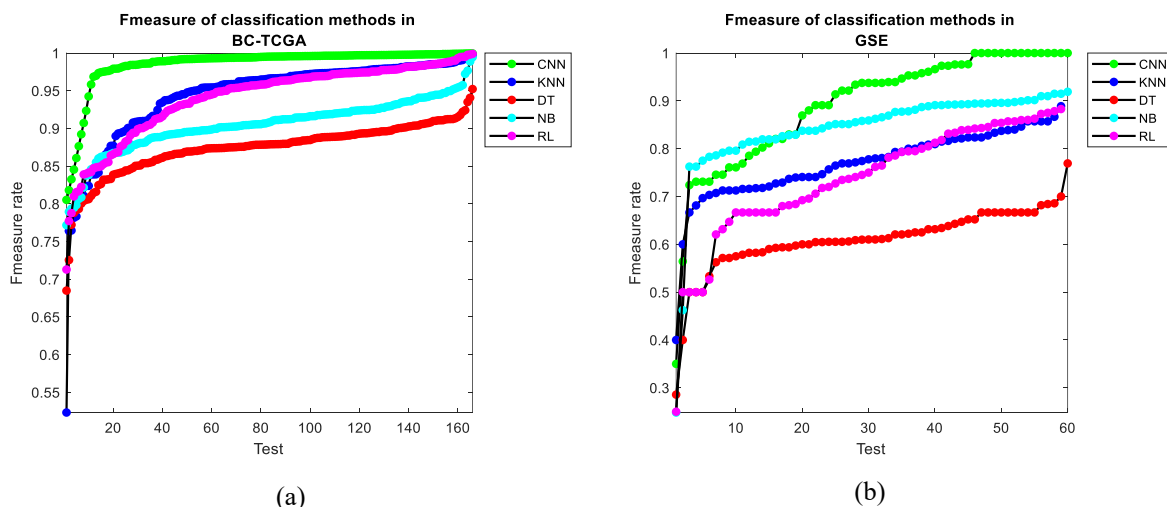 Fmeasure of classification methods in
BC-TCGA
1
0.95
0.9
0.85
0.8
0.75
0.7
0.65
0.6
0.55
Fmeasure rate
20 40 60 80 100 120 140 160
Test
CNN
KNN
DT
NB
RL
(a)
Fmeasure of classification methods in
GSE
1
0.9
0.8
0.7
0.6
0.5
0.4
0.3
Fmeasure rate
10 20 30 40 50 60
Test
CNN
KNN
DT
NB
RL
(b)